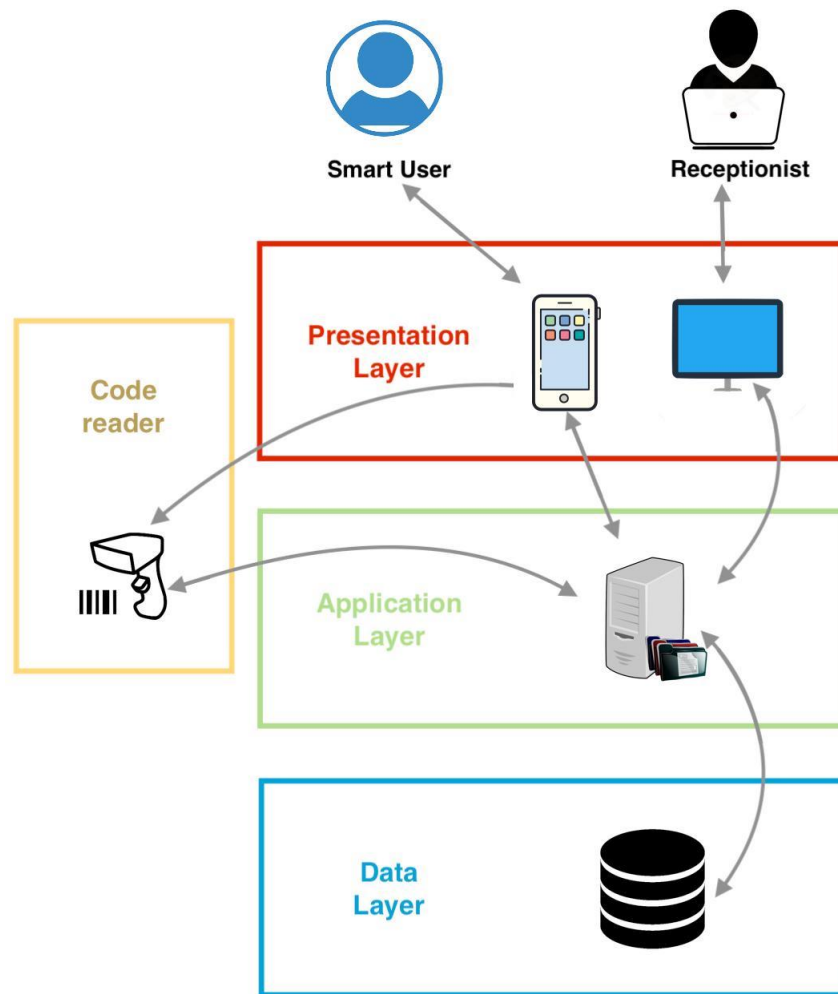 Smart User
Receptionist
Presentation
Layer
Code
reader
Application
Layer
Data
Layer